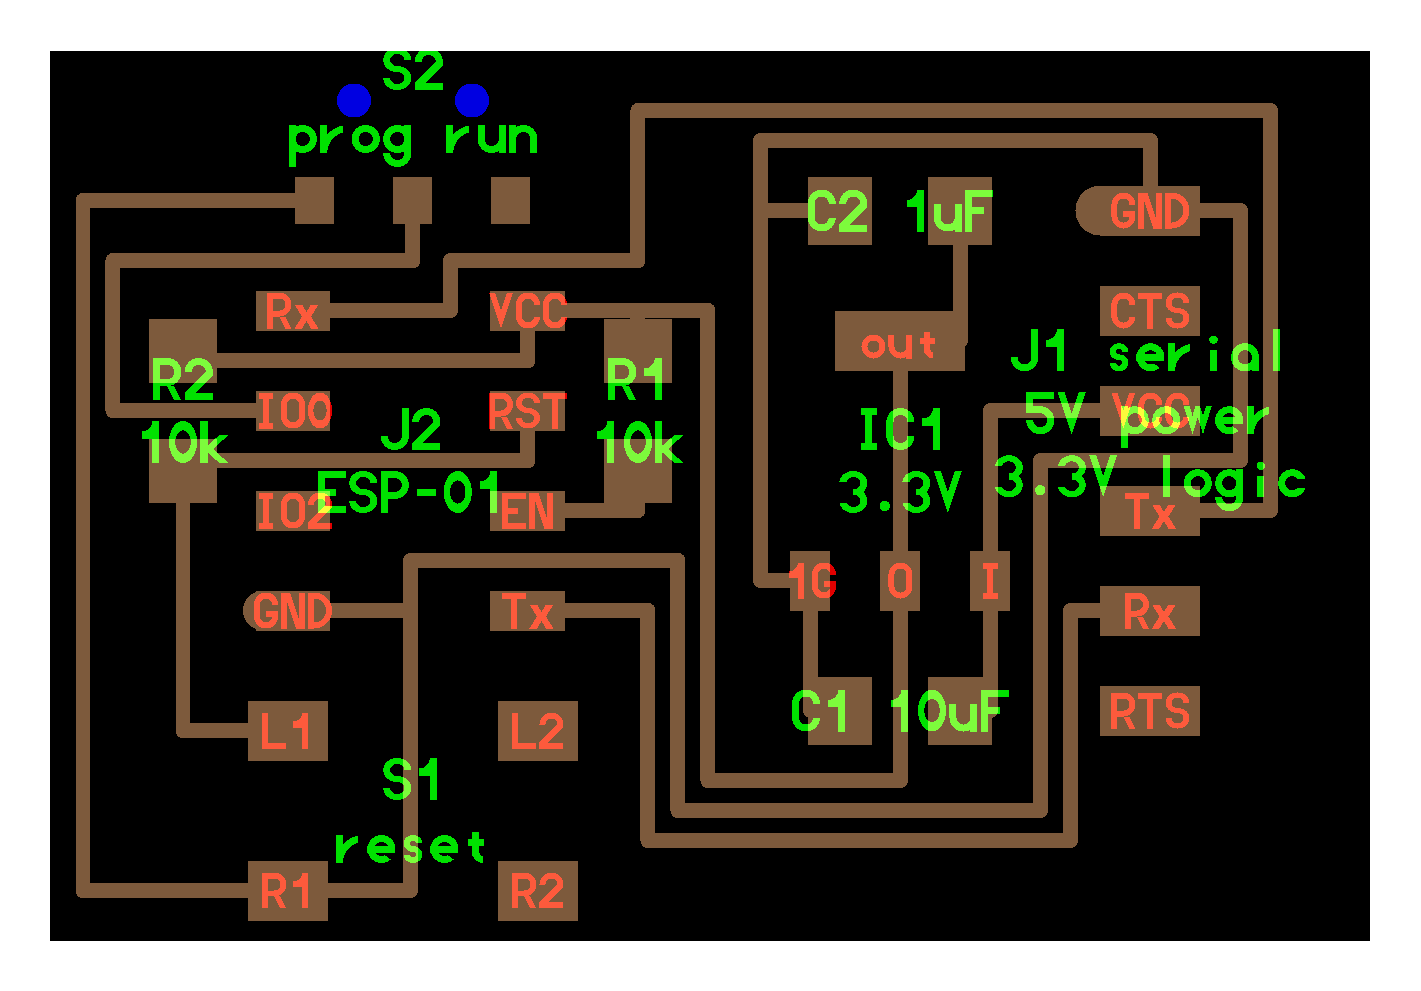 S2
prog run
C2 1uF
GND
Rx VCC
CTS
out
J1 serial
R2
R1
IO0 RST
5V power
VCC
J2
IC1
10k
10k
ESP-01
3.3V
3.3V logic
IO2 EN
Tx
1G O I
GND Tx
Rx
L1 L2
C1 10uF
RTS
S1
reset
R1 R2